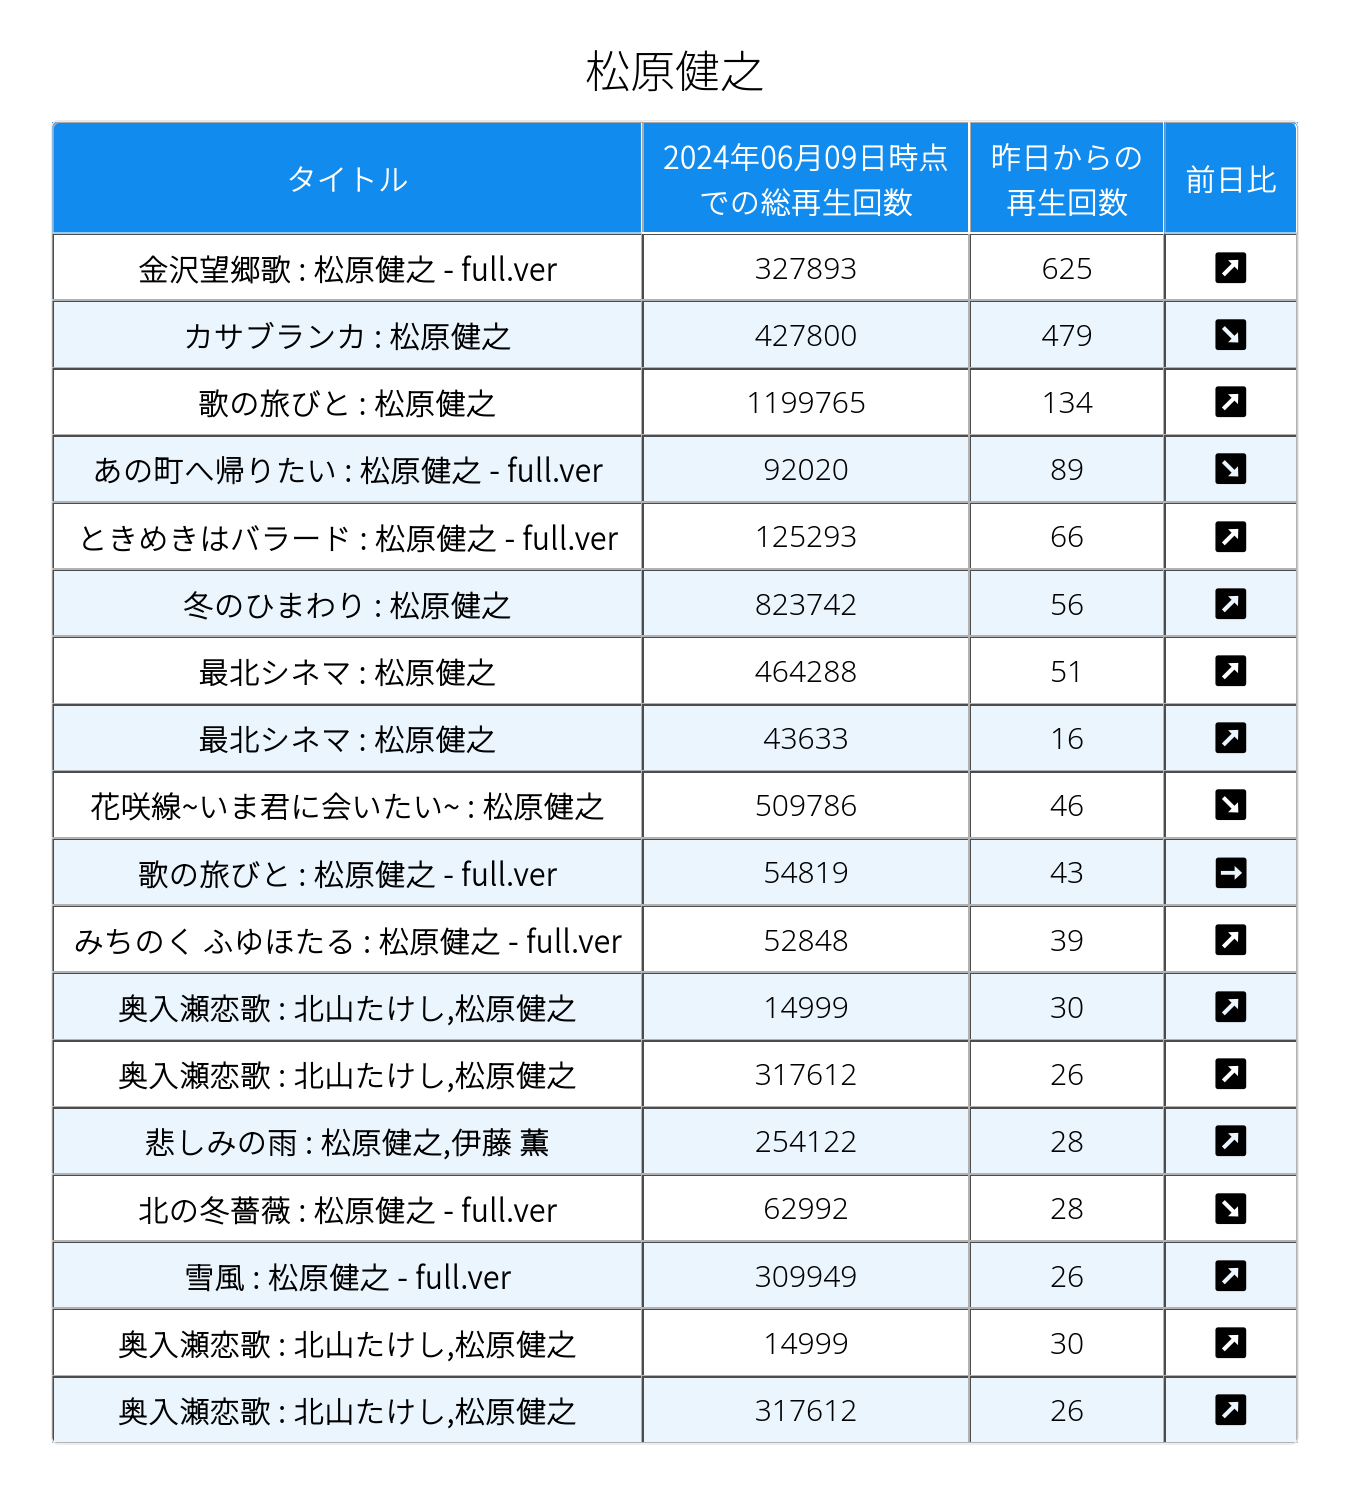 松原健之
タイトル
2024年06月09日時点
での総再生回数
昨日からの
再生回数
前日比
金沢望郷歌 : 松原健之 - full.ver 327893 625 ↗
カサブランカ : 松原健之 427800 479 ↘
歌の旅びと : 松原健之 1199765 134 ↗
あの町へ帰りたい : 松原健之 - full.ver 92020 89 ↘
ときめきはバラード : 松原健之 - full.ver 125293 66 ↗
冬のひまわり : 松原健之 823742 56 ↗
最北シネマ : 松原健之 464288 51 ↗
最北シネマ : 松原健之 43633 16 ↗
花咲線~いま君に会いたい~ : 松原健之 509786 46 ↘
歌の旅びと : 松原健之 - full.ver 54819 43 →
みちのく ふゆほたる : 松原健之 - full.ver 52848 39 ↗
奥入瀬恋歌 : 北山たけし,松原健之 14999 30 ↗
奥入瀬恋歌 : 北山たけし,松原健之 317612 26 ↗
悲しみの雨 : 松原健之,伊藤 薫 254122 28 ↗
北の冬薔薇 : 松原健之 - full.ver 62992 28 ↘
雪風 : 松原健之 - full.ver 309949 26 ↗
奥入瀬恋歌 : 北山たけし,松原健之 14999 30 ↗
奥入瀬恋歌 : 北山たけし,松原健之 317612 26 ↗